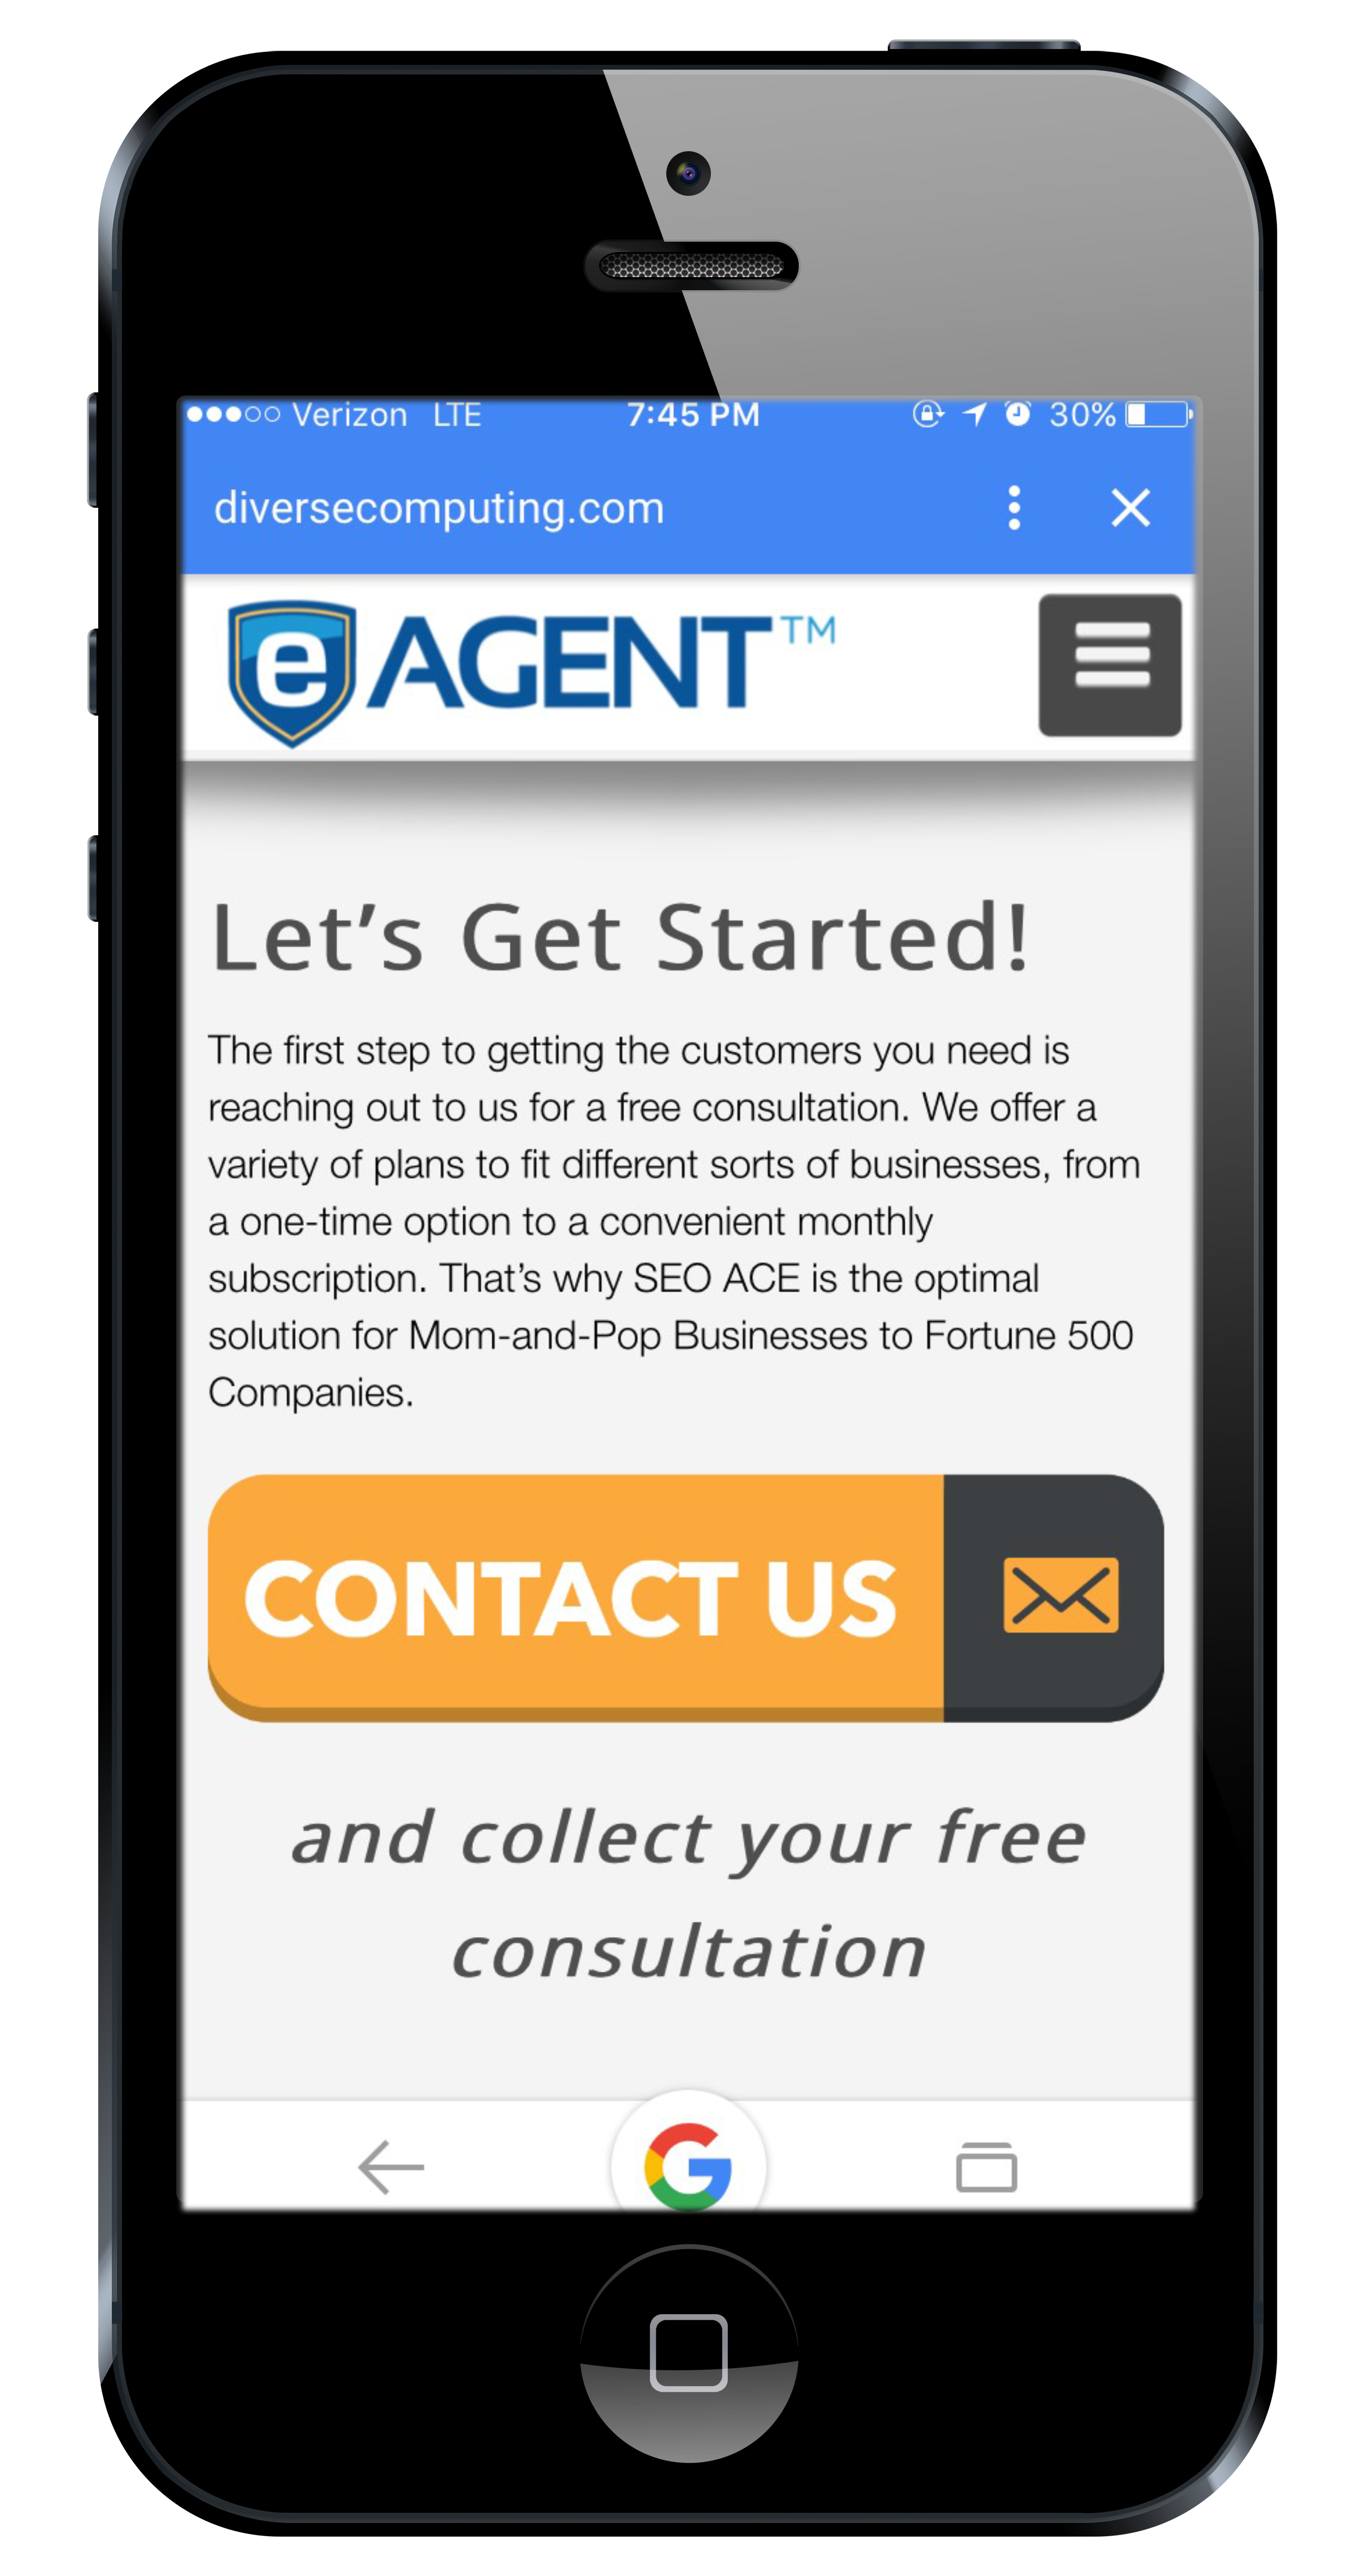 Verizon LTE 7:45 PM 30%
diversecomputing.com
e AGENT™
Let's Get Started!
The first step to getting the customers you need is
reaching out to us for a free consultation. We offer a
variety of plans to fit different sorts of businesses, from
a one-time option to a convenient monthly
subscription. That's why SEO ACE is the optimal
solution for Mom-and-Pop Businesses to Fortune 500
Companies.
CONTACT US
and collect your free
consultation
G